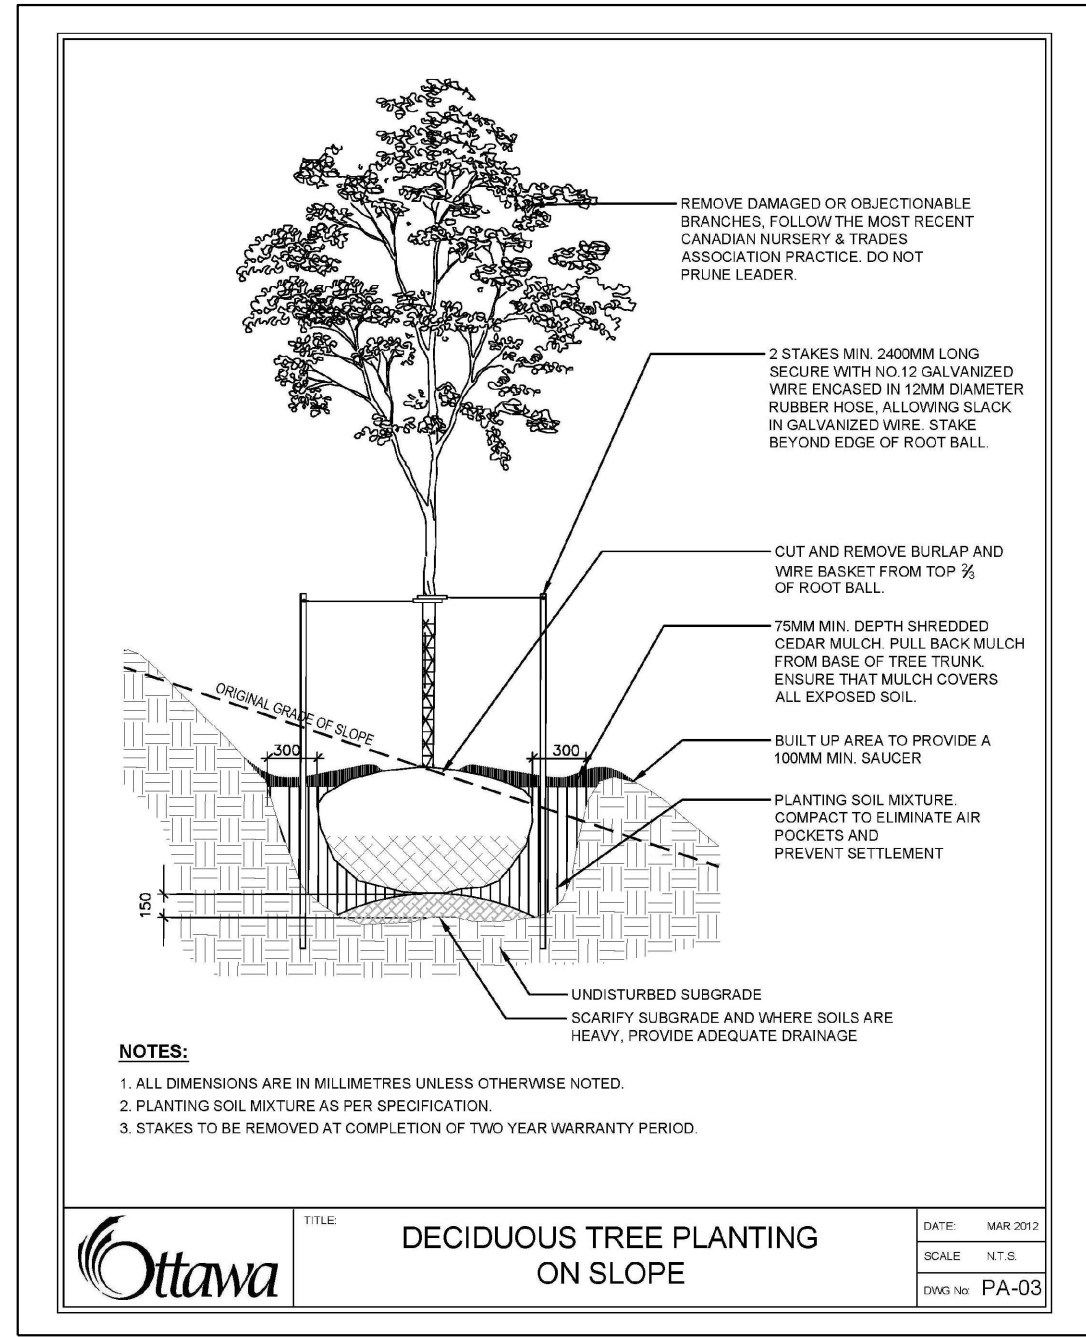 REMOVE DAMAGED OR OBJECTIONABLE
BRANCHES, FOLLOW THE MOST RECENT
CANADIAN NURSERY & TRADES
ASSOCIATION PRACTICE. DO NOT
PRUNE LEADER.
2 STAKES MIN. 2400MM LONG
SECURE WITH NO.12 GALVANIZED
WIRE ENCASED IN 12MM DIAMETER
RUBBER HOSE, ALLOWING SLACK
IN GALVANIZED WIRE. STAKE
BEYOND EDGE OF ROOT BALL.
CUT AND REMOVE BURLAP AND
WIRE BASKET FROM TOP ⅔
OF ROOT BALL.
75MM MIN. DEPTH SHREDDED
CEDAR MULCH. PULL BACK MULCH
FROM BASE OF TREE TRUNK.
ENSURE THAT MULCH COVERS
ALL EXPOSED SOIL.
ORIGINAL GRADE OF SLOPE
300
300
BUILT UP AREA TO PROVIDE A
100MM MIN. SAUCER
PLANTING SOIL MIXTURE.
COMPACT TO ELIMINATE AIR
POCKETS AND
PREVENT SETTLEMENT
150
UNDISTURBED SUBGRADE
SCARIFY SUBGRADE AND WHERE SOILS ARE
HEAVY, PROVIDE ADEQUATE DRAINAGE
NOTES:
1. ALL DIMENSIONS ARE IN MILLIMETRES UNLESS OTHERWISE NOTED.
2. PLANTING SOIL MIXTURE AS PER SPECIFICATION.
3. STAKES TO BE REMOVED AT COMPLETION OF TWO YEAR WARRANTY PERIOD.
Ottawa
TITLE:
DECIDUOUS TREE PLANTING
ON SLOPE
DATE: MAR 2012
SCALE N.T.S.
DWG No: PA-03